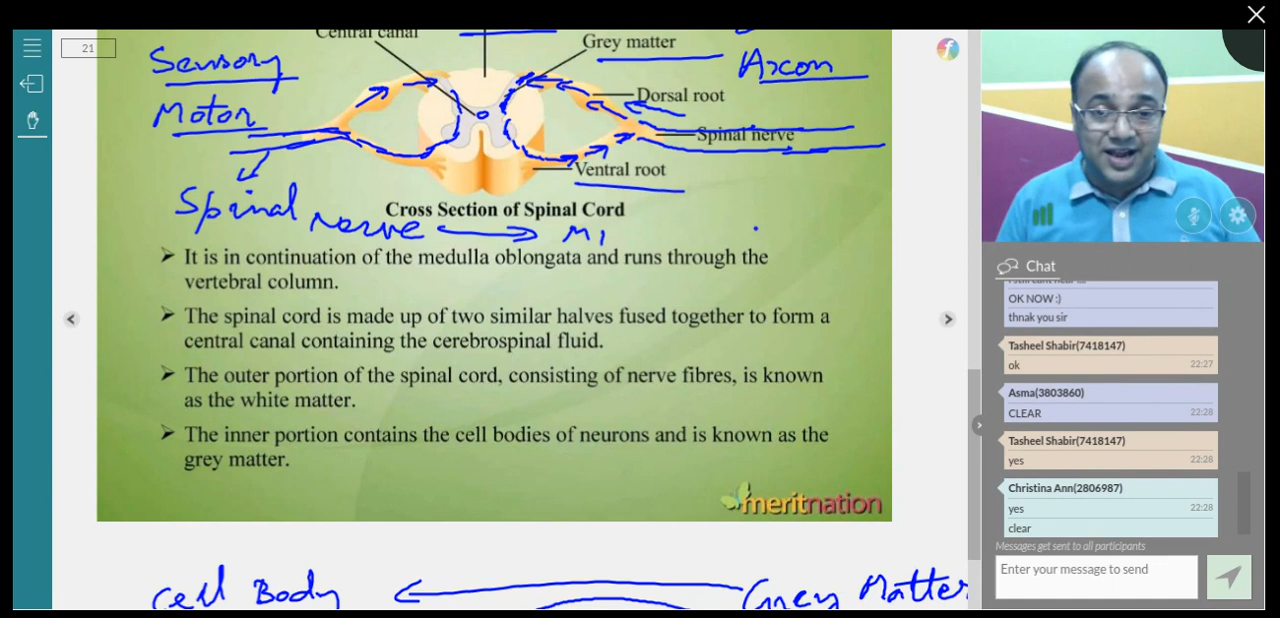 21
Central canal
Grey matter
Sensory
Axon
Motor
Dorsal root
Spinal nerve
Ventral root
Spinal nerve
Cross Section of Spinal Cord
➤ It is in continuation of the medulla oblongata and runs through the
vertebral column.
➤ The spinal cord is made up of two similar halves fused together to form a
central canal containing the cerebrospinal fluid.
➤ The outer portion of the spinal cord, consisting of nerve fibres, is known
as the white matter.
➤ The inner portion contains the cell bodies of neurons and is known as the
grey matter.
meritnation
Cell Body
Grey Matter
Chat
OK NOW :)
thnak you sir
Tasheel Shabir(7418147)
ok 22:27
Asma(3803860)
CLEAR 22:28
Tasheel Shabir(7418147)
yes 22:28
Christina Ann(2806987)
yes 22:28
clear
Messages get sent to all participants
Enter your message to send